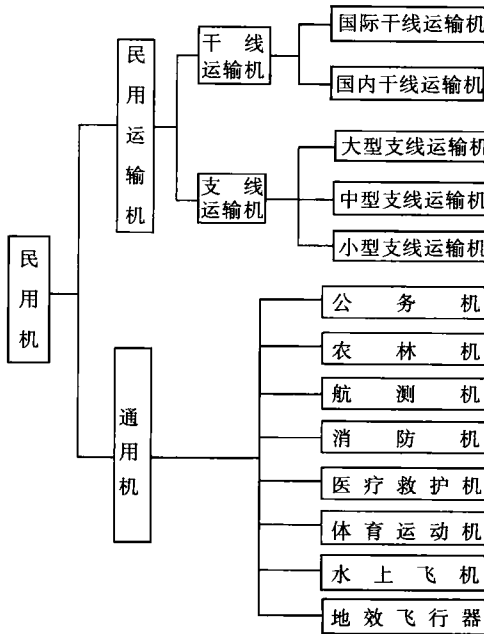 民用机
民用运输机
干线
运输机
国际干线运输机
国内干线运输机
支线
运输机
大型支线运输机
中型支线运输机
小型支线运输机
通用机
公务机
农林机
航测机
消防机
医疗救护机
体育运动机
水上飞机
地效飞行器